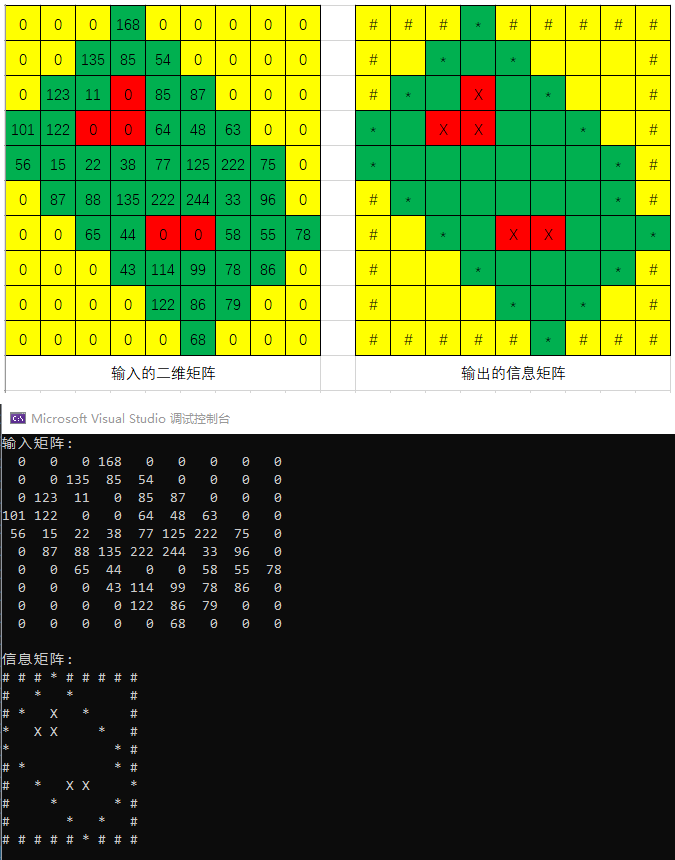 0 0 0 168 0 0 0 0 0
0 0 135 85 54 0 0 0 0
0 123 11 0 85 87 0 0 0
101 122 0 0 64 48 63 0 0
56 15 22 38 77 125 222 75 0
0 87 88 135 222 244 33 96 0
0 0 65 44 0 0 58 55 78
0 0 0 43 114 99 78 86 0
0 0 0 0 122 86 79 0 0
0 0 0 0 0 68 0 0 0
输入的二维矩阵
# # # * # # # # #
#   *   *       #
# *   X   *     #
*   X X     *   #
*             * #
# *           * #
#   *   X X     *
#     *       * #
#       *   *   #
# # # # # * # # #
输出的信息矩阵
C:\ Microsoft Visual Studio 调试控制台
输入矩阵:
  0   0   0 168   0   0   0   0   0
  0   0 135  85  54   0   0   0   0
  0 123  11   0  85  87   0   0   0
101 122   0   0  64  48  63   0   0
 56  15  22  38  77 125 222  75   0
  0  87  88 135 222 244  33  96   0
  0   0  65  44   0   0  58  55  78
  0   0   0  43 114  99  78  86   0
  0   0   0   0 122  86  79   0   0
  0   0   0   0   0  68   0   0   0
信息矩阵:
# # # * # # # # #
#   *   *       #
# *   X   *     #
*   X X     *   #
*             * #
# *           * #
#   *   X X     *
#     *       * #
#       *   *   #
# # # # # * # # #